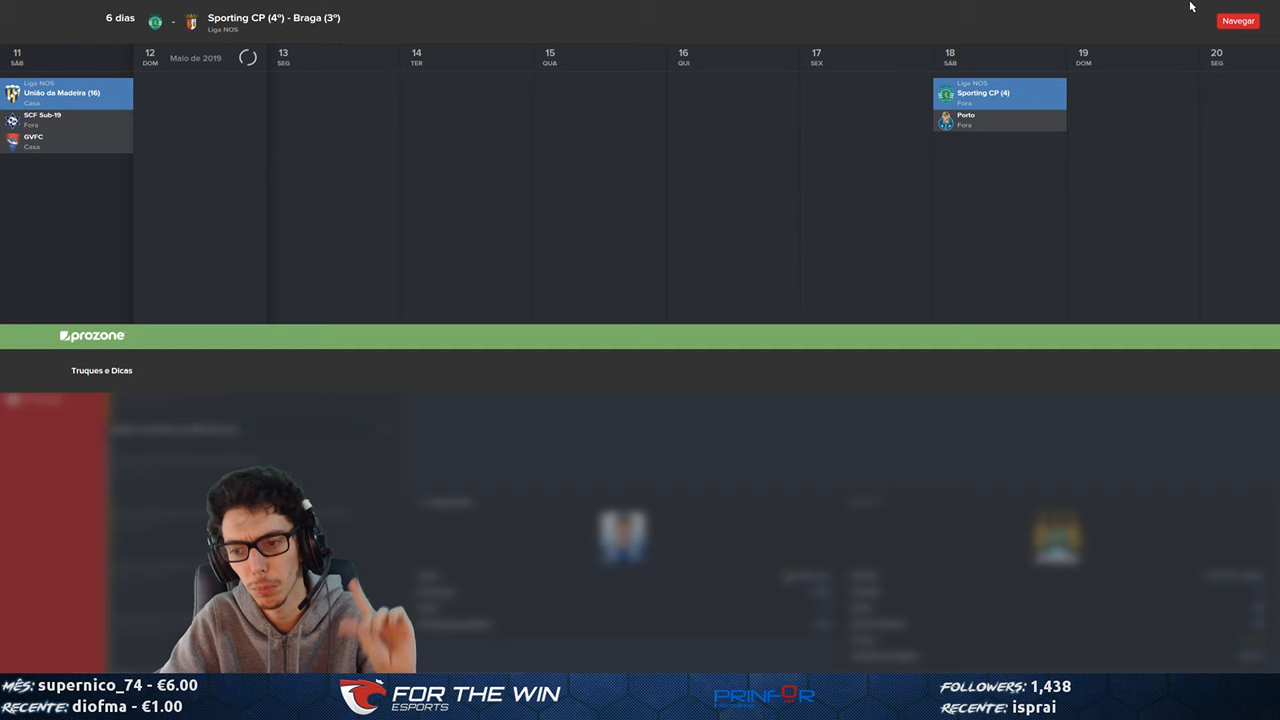 6 dias
-
Sporting CP (4º) - Braga (3º)
Liga NOS
Navegar
11
SÁB
12
DOM
Maio de 2019
13
SEG
14
TER
15
QUA
16
QUI
17
SEX
18
SÁB
19
DOM
20
SEG
Liga NOS
União da Madeira (16)
Casa
SCF Sub-19
Fora
GVFC
Casa
Liga NOS
Sporting CP (4)
Fora
Porto
Fora
prozone
Truques e Dicas
MÊS: supernico_74 - €6.00
RECENTE: diofma - €1.00
FOR THE WIN
ESPORTS
PRINFOR
FOLLOWERS: 1,438
RECENTE: isprai